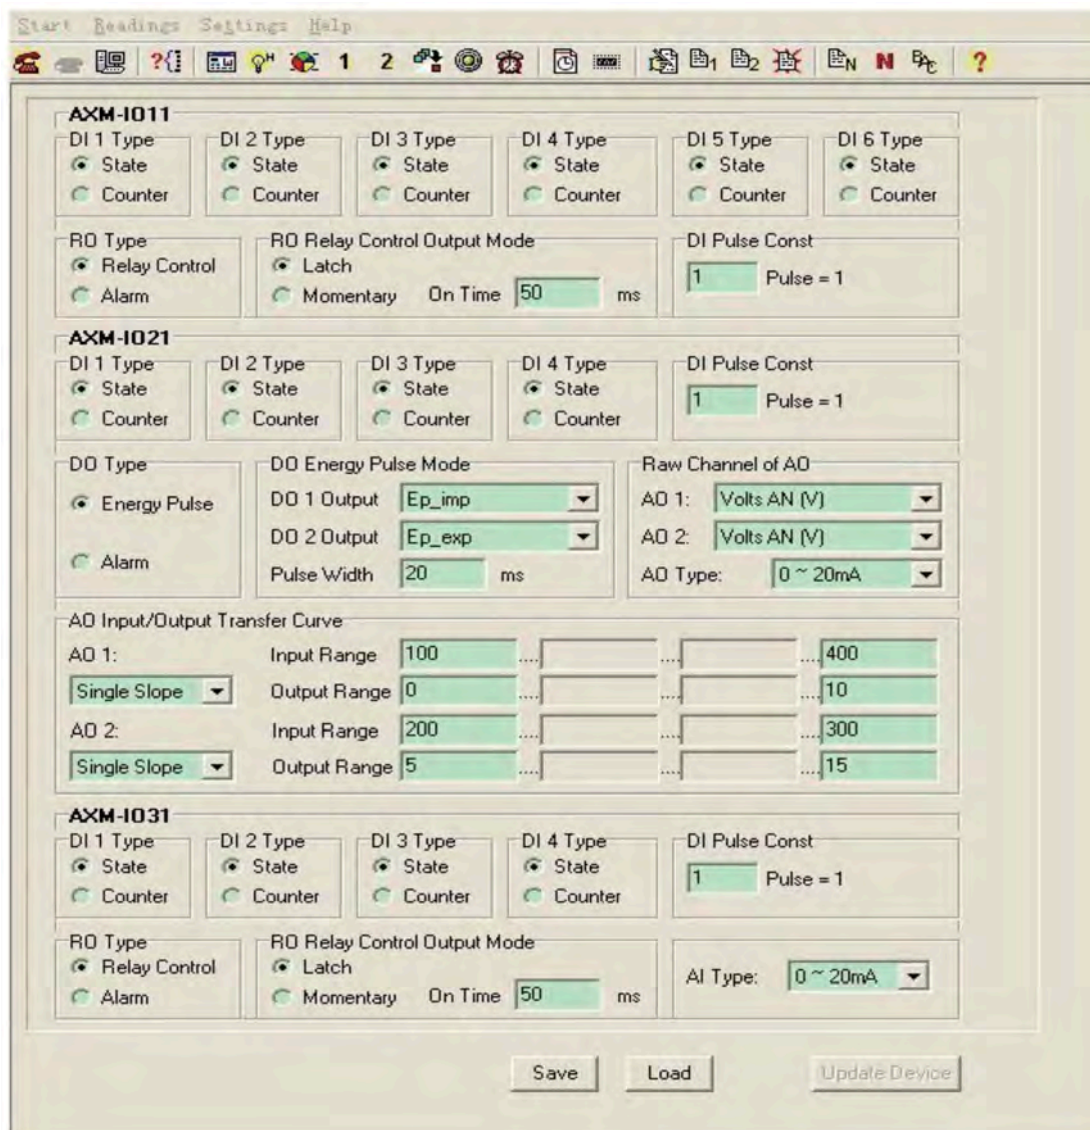 Start Readings Settings Help
?{} H 1 2 1 2 N N BAC ?
AXM-IO11
DI 1 Type DI 2 Type DI 3 Type DI 4 Type DI 5 Type DI 6 Type
State State State State State State
Counter Counter Counter Counter Counter Counter
RO Type RO Relay Control Output Mode DI Pulse Const
Relay Control Latch 1 Pulse = 1
Alarm Momentary On Time 50 ms
AXM-IO21
DI 1 Type DI 2 Type DI 3 Type DI 4 Type DI Pulse Const
State State State State 1 Pulse = 1
Counter Counter Counter Counter
DO Type DO Energy Pulse Mode Raw Channel of AO
Energy Pulse DO 1 Output Ep_imp AO 1: Volts AN (V)
DO 2 Output Ep_exp AO 2: Volts AN (V)
Alarm Pulse Width 20 ms AO Type: 0 ~ 20mA
AO Input/Output Transfer Curve
AO 1: Input Range 100 .... .... .... 400
Single Slope Output Range 0 .... .... .... 10
AO 2: Input Range 200 .... .... .... 300
Single Slope Output Range 5 .... .... .... 15
AXM-IO31
DI 1 Type DI 2 Type DI 3 Type DI 4 Type DI Pulse Const
State State State State 1 Pulse = 1
Counter Counter Counter Counter
RO Type RO Relay Control Output Mode
Relay Control Latch AI Type: 0 ~ 20mA
Alarm Momentary On Time 50 ms
Save Load Update Device